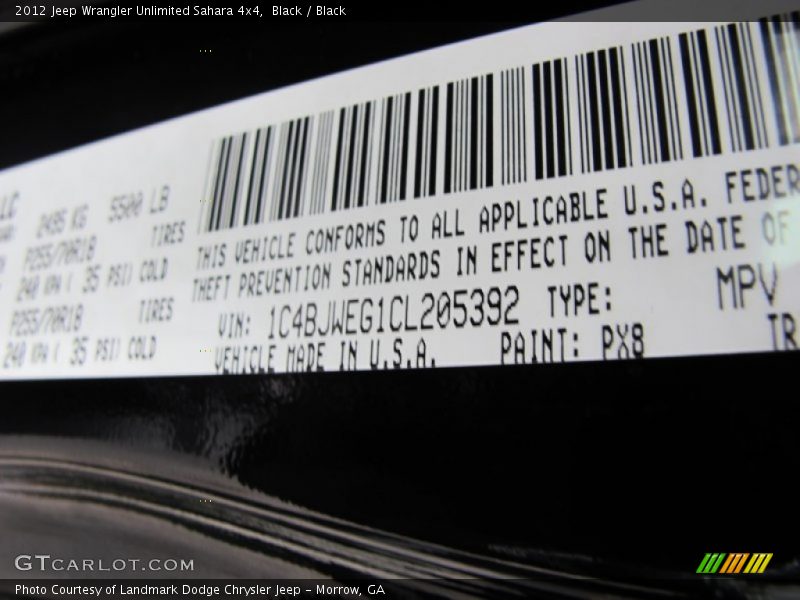 2012 Jeep Wrangler Unlimited Sahara 4x4, Black / Black
2495 KG 5500 LB
P255/70R18 TIRES
240 KPA ( 35 PSI) COLD
P255/70R18 TIRES
240 KPA ( 35 PSI) COLD
THIS VEHICLE CONFORMS TO ALL APPLICABLE U.S.A. FEDER
THEFT PREVENTION STANDARDS IN EFFECT ON THE DATE OF
VIN: 1C4BJWEG1CL205392 TYPE: MPV
VEHICLE MADE IN U.S.A. PAINT: PX8 TR
GTCARLOT.COM
Photo Courtesy of Landmark Dodge Chrysler Jeep – Morrow, GA